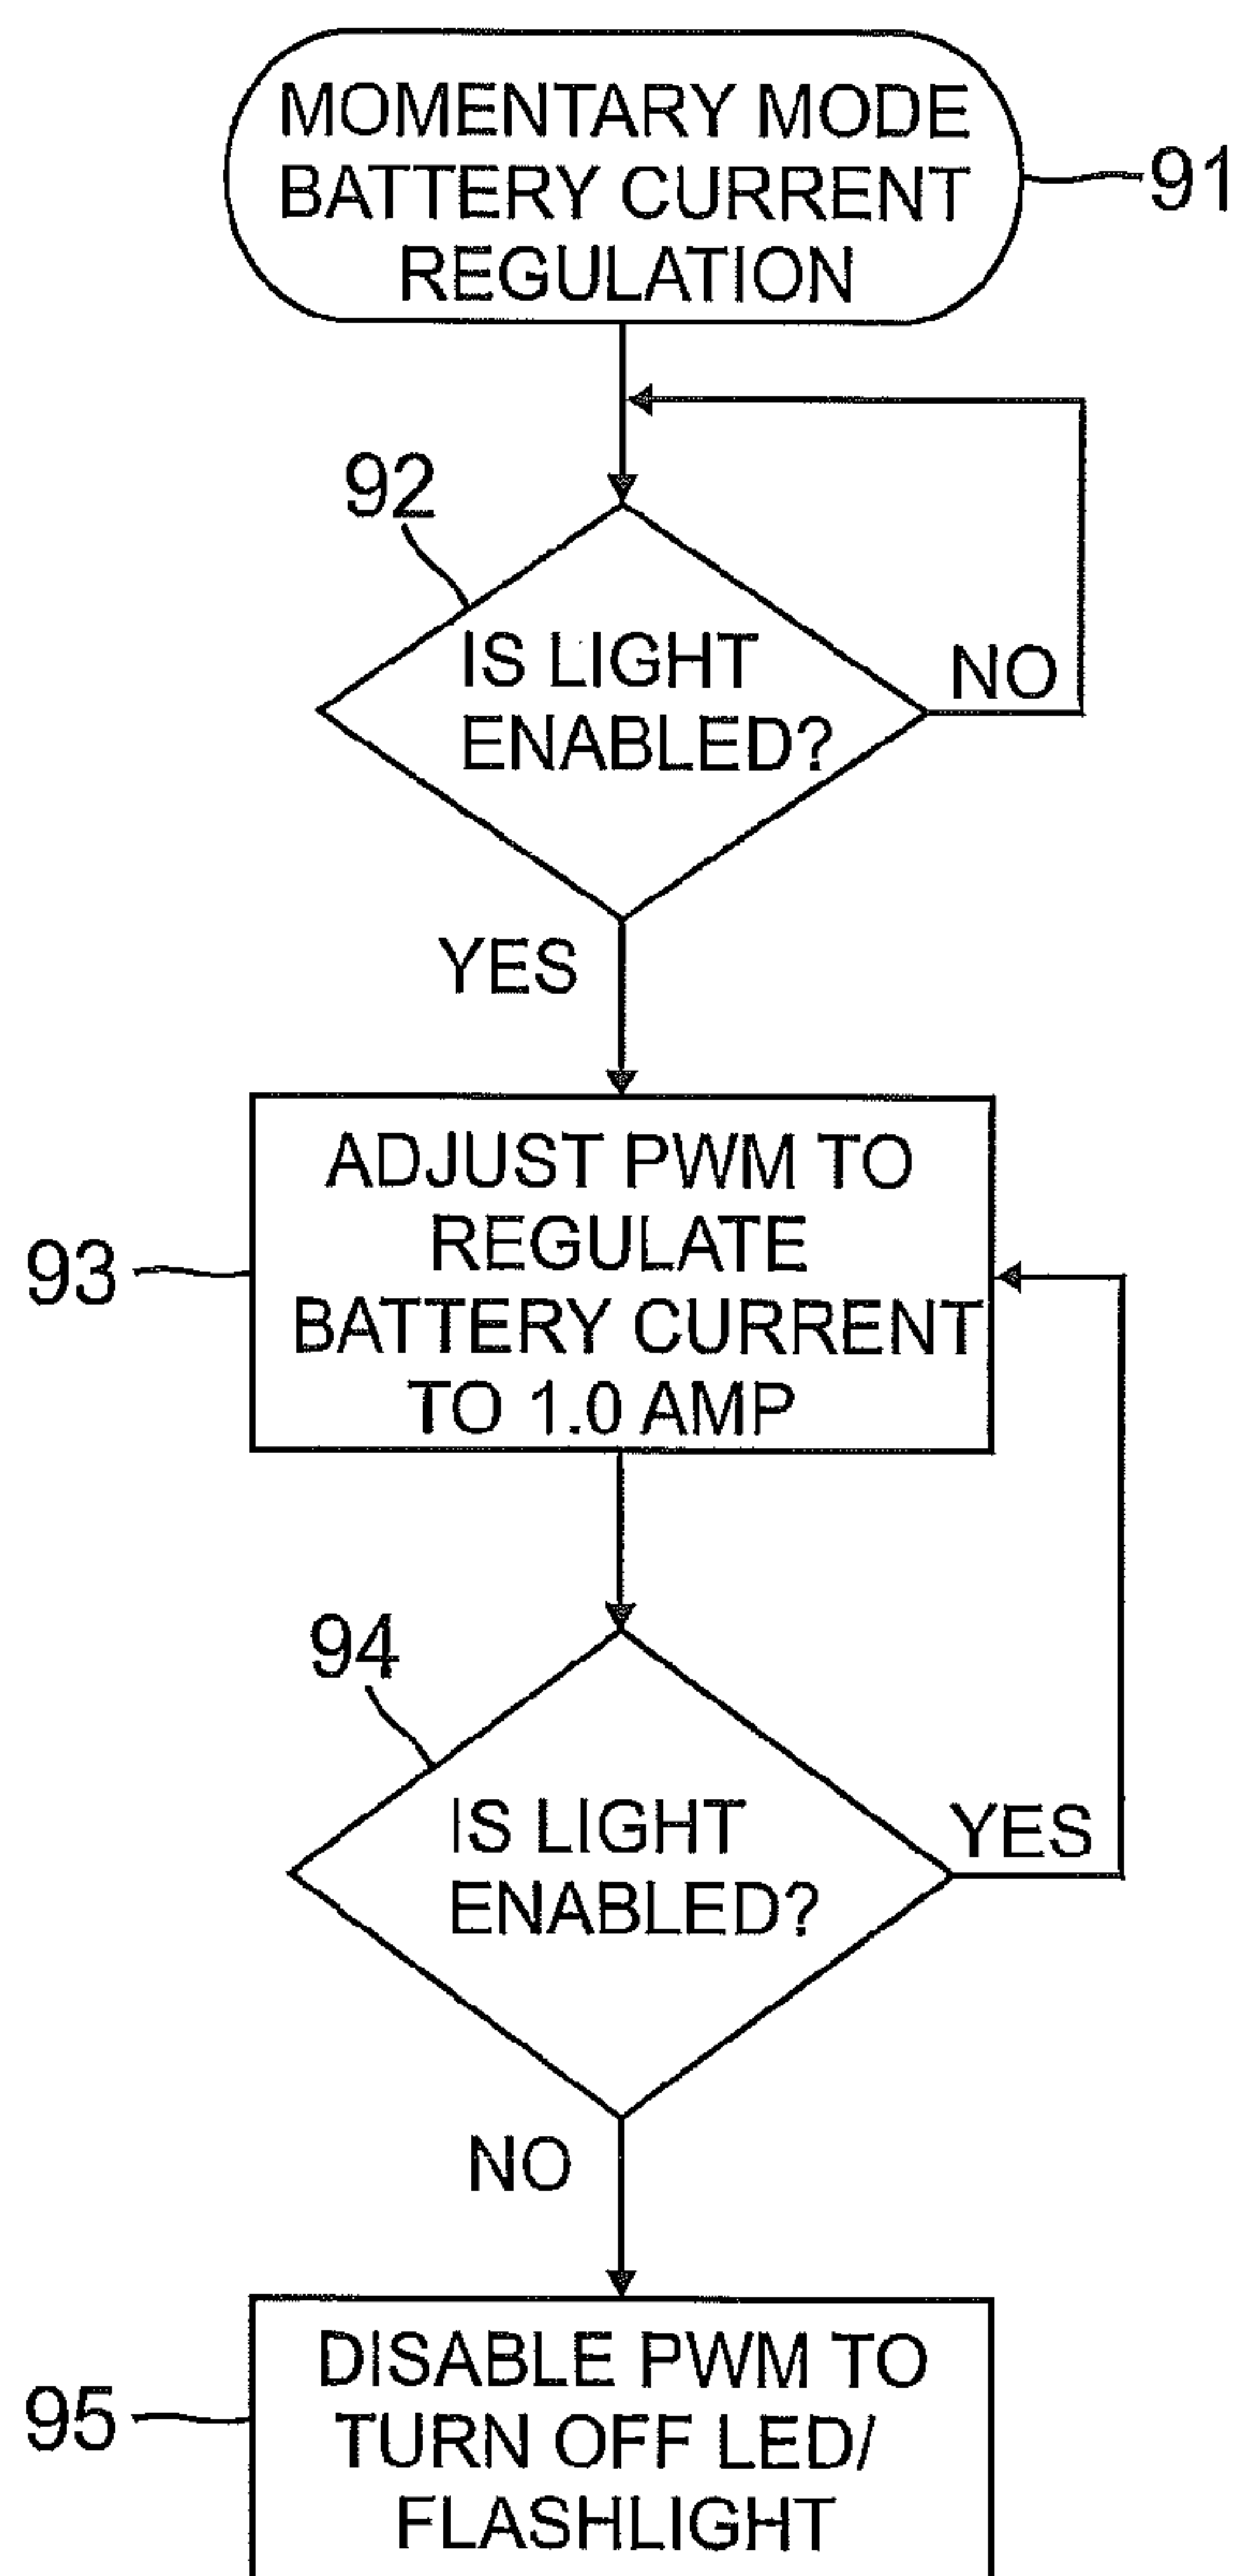 MOMENTARY MODE
BATTERY CURRENT
REGULATION
91
92
IS LIGHT
ENABLED?
NO
YES
ADJUST PWM TO
REGULATE
BATTERY CURRENT
TO 1.0 AMP
93
94
IS LIGHT
ENABLED?
YES
NO
DISABLE PWM TO
TURN OFF LED/
FLASHLIGHT
95